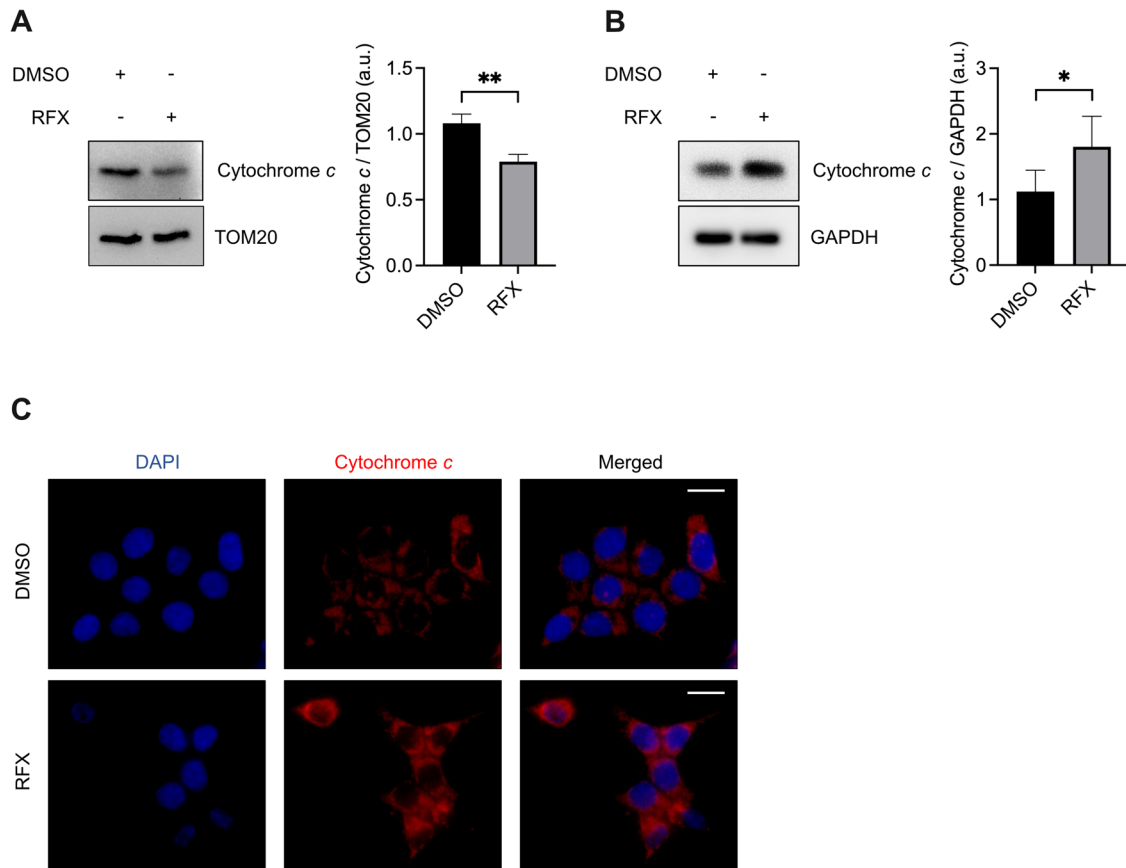 A
DMSO + -
RFX - +
Cytochrome c
TOM20
Cytochrome c / TOM20 (a.u.)
1.5
1.0
0.5
0.0
**
DMSO
RFX
B
DMSO + -
RFX - +
Cytochrome c
GAPDH
Cytochrome c / GAPDH (a.u.)
3
2
1
0
*
DMSO
RFX
C
DAPI
Cytochrome c
Merged
DMSO
RFX